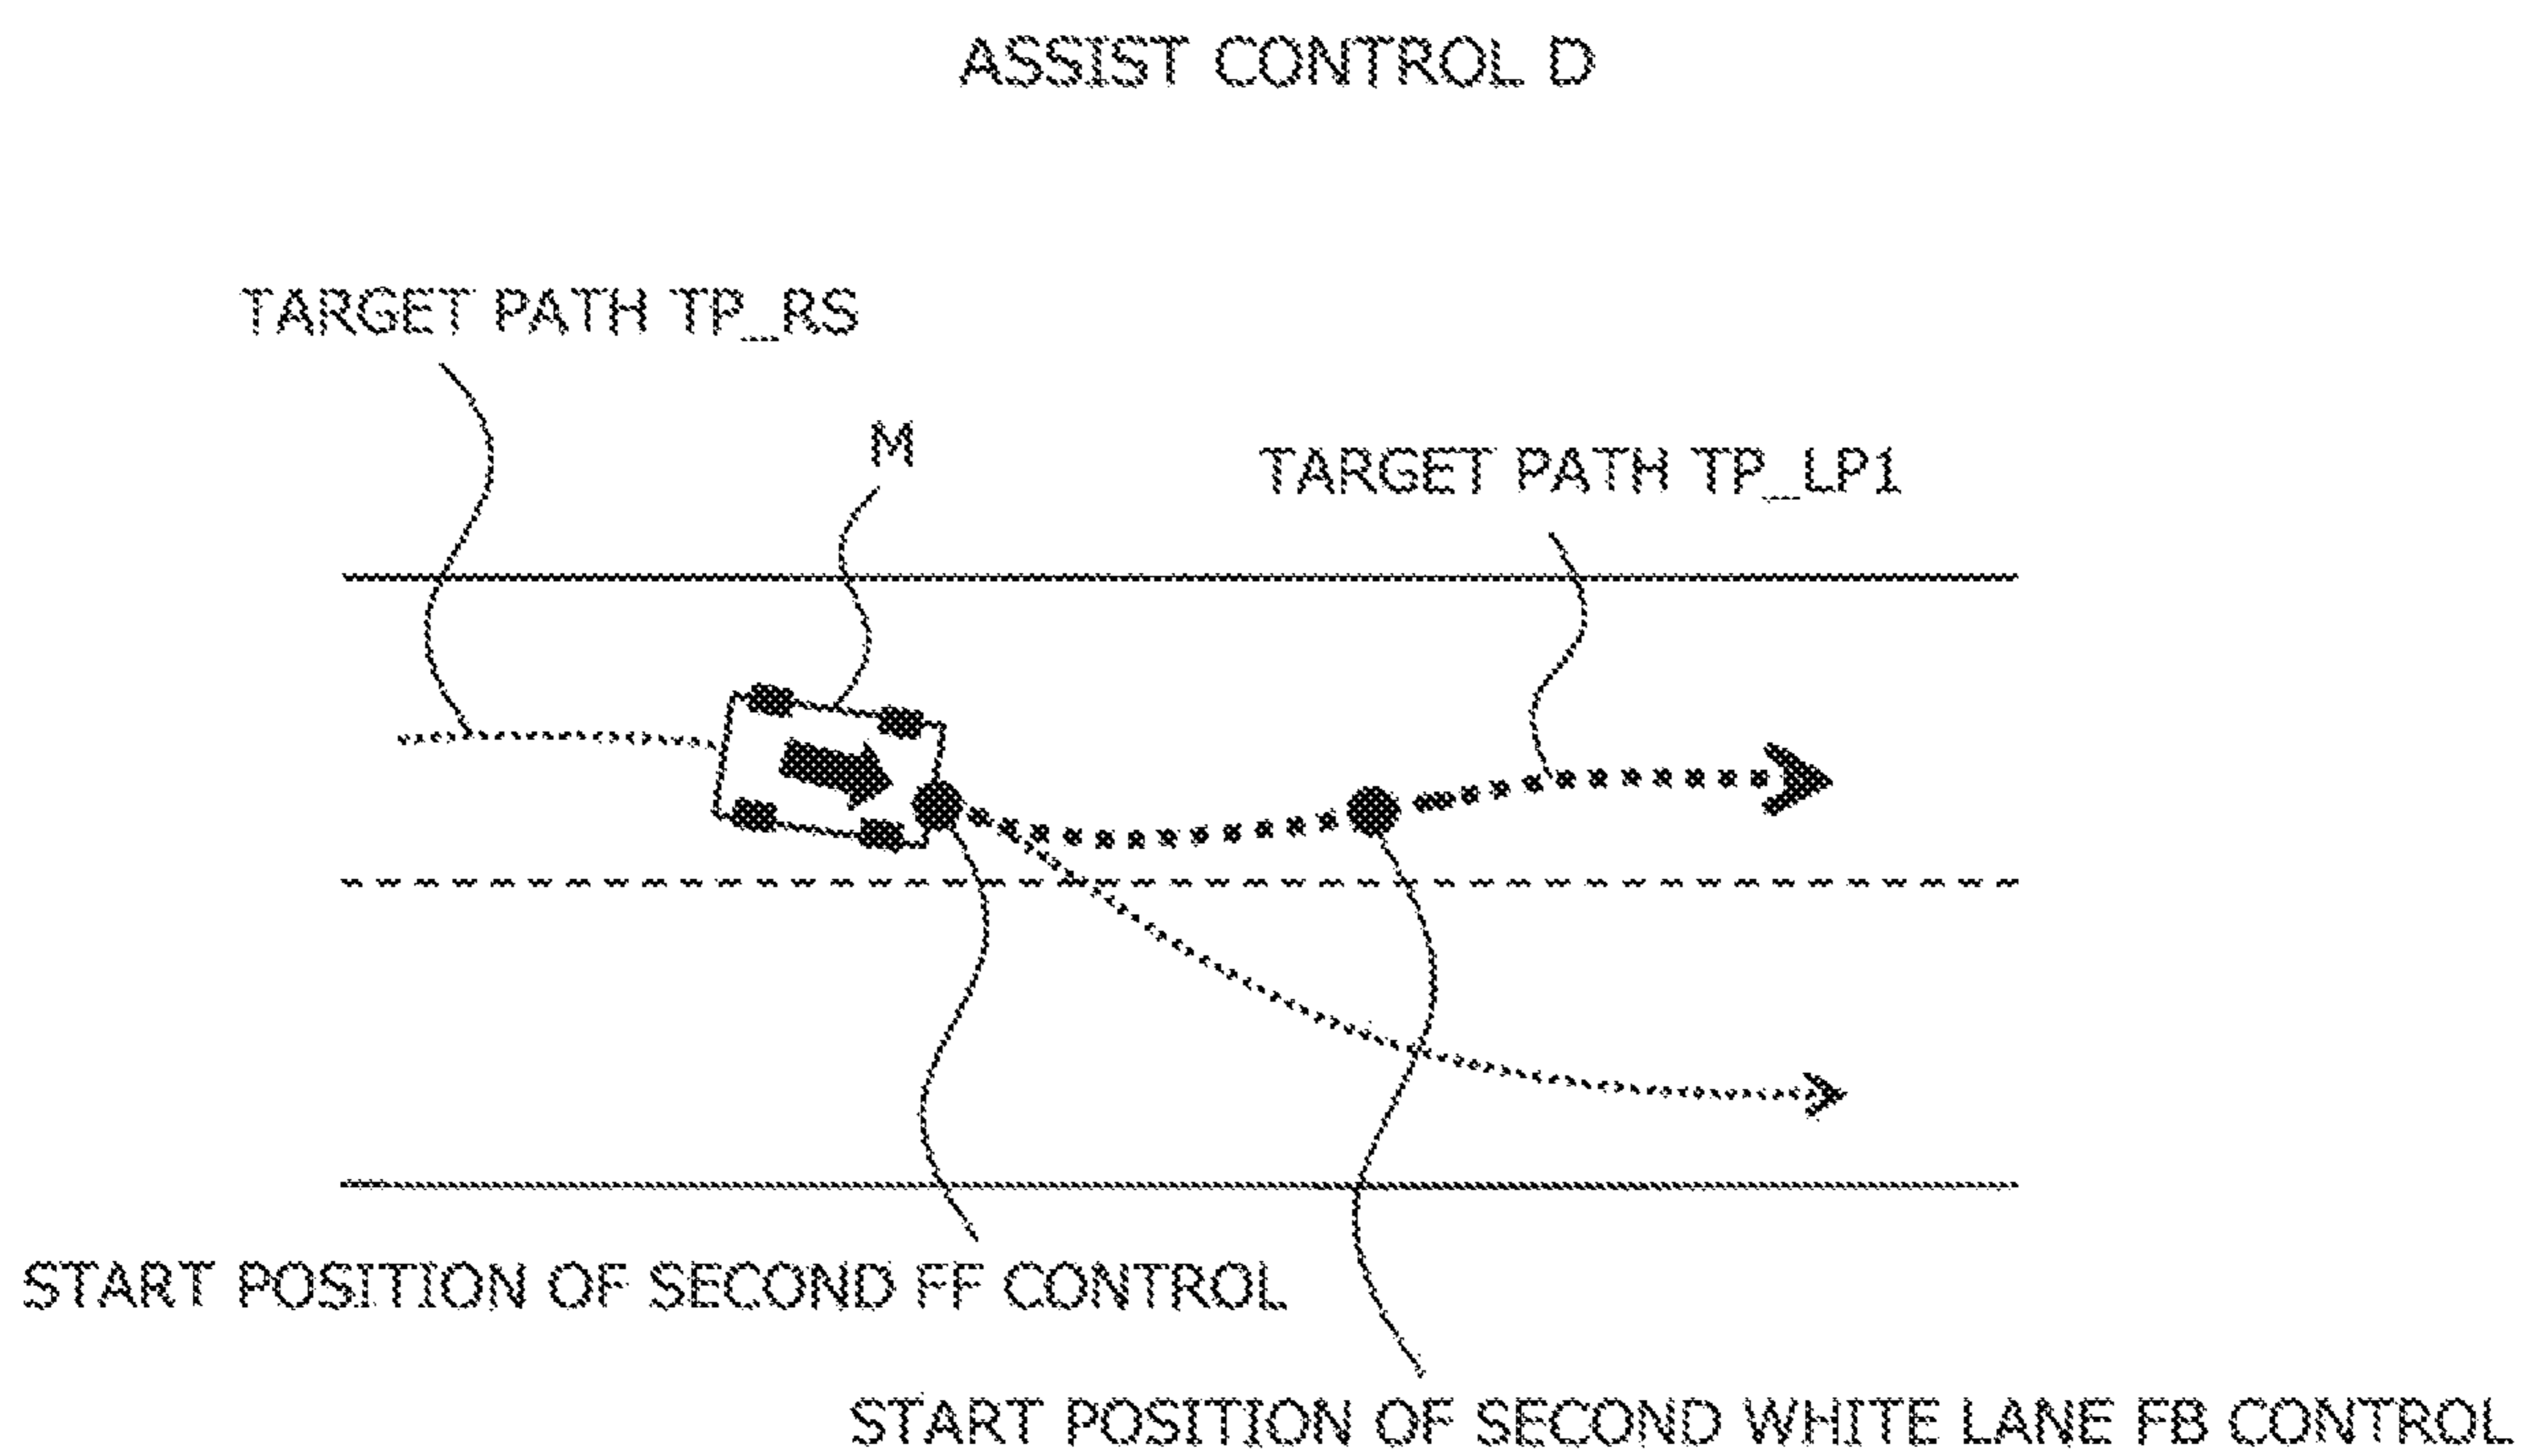 ASSIST CONTROL D
TARGET PATH TP_RS
M
TARGET PATH TP_LP1
START POSITION OF SECOND FF CONTROL
START POSITION OF SECOND WHITE LANE FB CONTROL